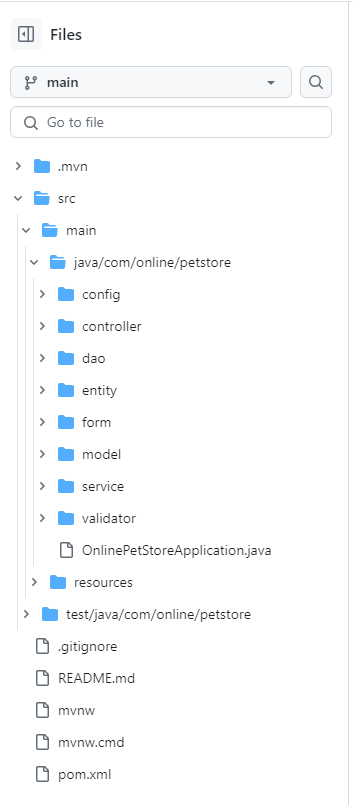 Files
main
Go to file
.mvn
src
main
java/com/online/petstore
config
controller
dao
entity
form
model
service
validator
OnlinePetStoreApplication.java
resources
test/java/com/online/petstore
.gitignore
README.md
mvnw
mvnw.cmd
pom.xml